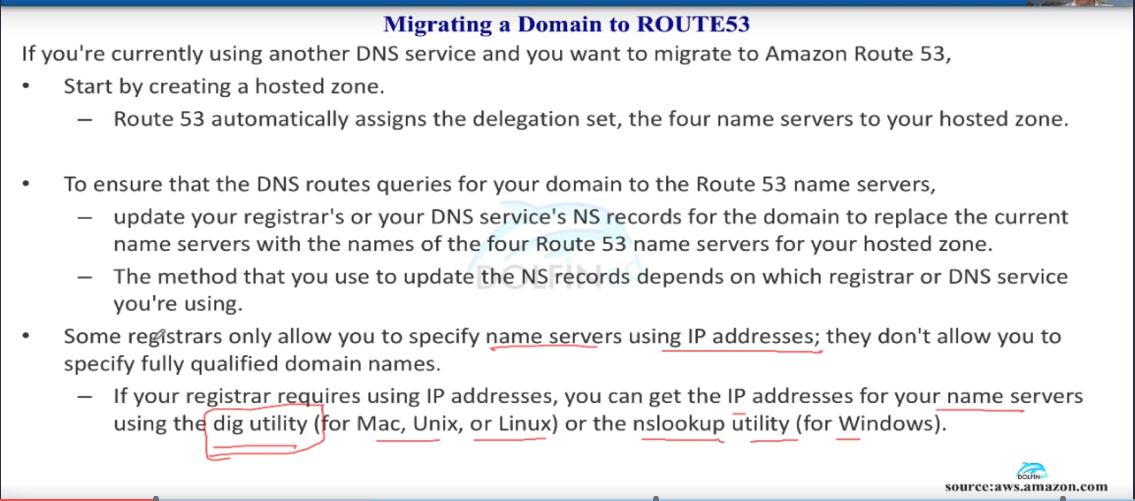 Migrating a Domain to ROUTE53
If you're currently using another DNS service and you want to migrate to Amazon Route 53,
• Start by creating a hosted zone.
– Route 53 automatically assigns the delegation set, the four name servers to your hosted zone.
• To ensure that the DNS routes queries for your domain to the Route 53 name servers,
– update your registrar's or your DNS service's NS records for the domain to replace the current
name servers with the names of the four Route 53 name servers for your hosted zone.
– The method that you use to update the NS records depends on which registrar or DNS service
you're using.
• Some registrars only allow you to specify name servers using IP addresses; they don't allow you to
specify fully qualified domain names.
– If your registrar requires using IP addresses, you can get the IP addresses for your name servers
using the dig utility (for Mac, Unix, or Linux) or the nslookup utility (for Windows).
DOLFINed
DOLFINed
source:aws.amazon.com